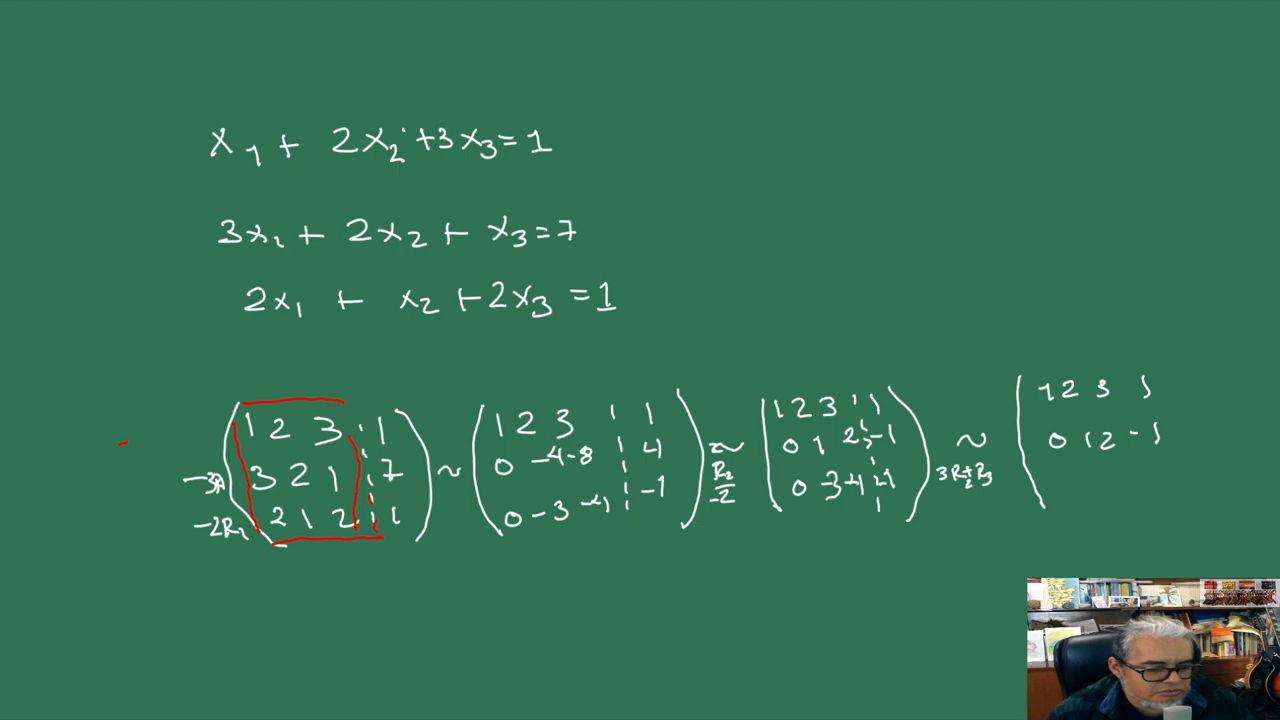 x₁ + 2x₂ + 3x₃ = 1
3x₁ + 2x₂ + x₃ = 7
2x₁ + x₂ + 2x₃ = 1
1 2 3 | 1
-3R 3 2 1 | 7
-2R₁ 2 1 2 | 1
~
1 2 3 | 1
0 -4 -8 | 4
0 -3 -4 | -1
~ R₂/-2
1 2 3 | 1
0 1 2 | -1
0 -3 -4 | -1
~ 3R₂+R₃
1 2 3 1
0 1 2 -1